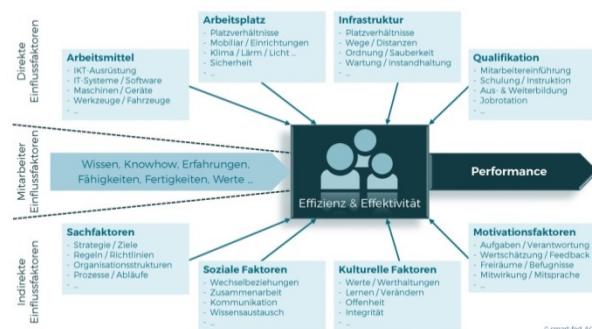 Direkte
Einflussfaktoren
Arbeitsmittel
- IKT-Ausrüstung
- IT-Systeme / Software
- Maschinen / Geräte
- Werkzeuge / Fahrzeuge
- ...
Arbeitsplatz
- Platzverhältnisse
- Mobiliar / Einrichtungen
- Klima / Lärm / Licht ...
- Sicherheit
- ...
Infrastruktur
- Platzverhältnisse
- Wege / Distanzen
- Ordnung / Sauberkeit
- Wartung / Instandhaltung
- ...
Qualifikation
- Mitarbeitereinführung
- Schulung / Instruktion
- Aus- & Weiterbildung
- Jobrotation
- ...
Mitarbeiter
Einflussfaktoren
Wissen, Knowhow, Erfahrungen,
Fähigkeiten, Fertigkeiten, Werte ...
Effizienz & Effektivität
Performance
Indirekte
Einflussfaktoren
Sachfaktoren
- Strategie / Ziele
- Regeln / Richtlinien
- Organisationsstrukturen
- Prozesse / Abläufe
- ...
Soziale Faktoren
- Wechselbeziehungen
- Zusammenarbeit
- Kommunikation
- Wissensaustausch
- ...
Kulturelle Faktoren
- Werte / Werthaltungen
- Lernen / Verändern
- Offenheit
- Integrität
- ...
Motivationsfaktoren
- Aufgaben / Verantwortung
- Wertschätzung / Feedback
- Freiräume / Befugnisse
- Mitwirkung / Mitsprache
- ...